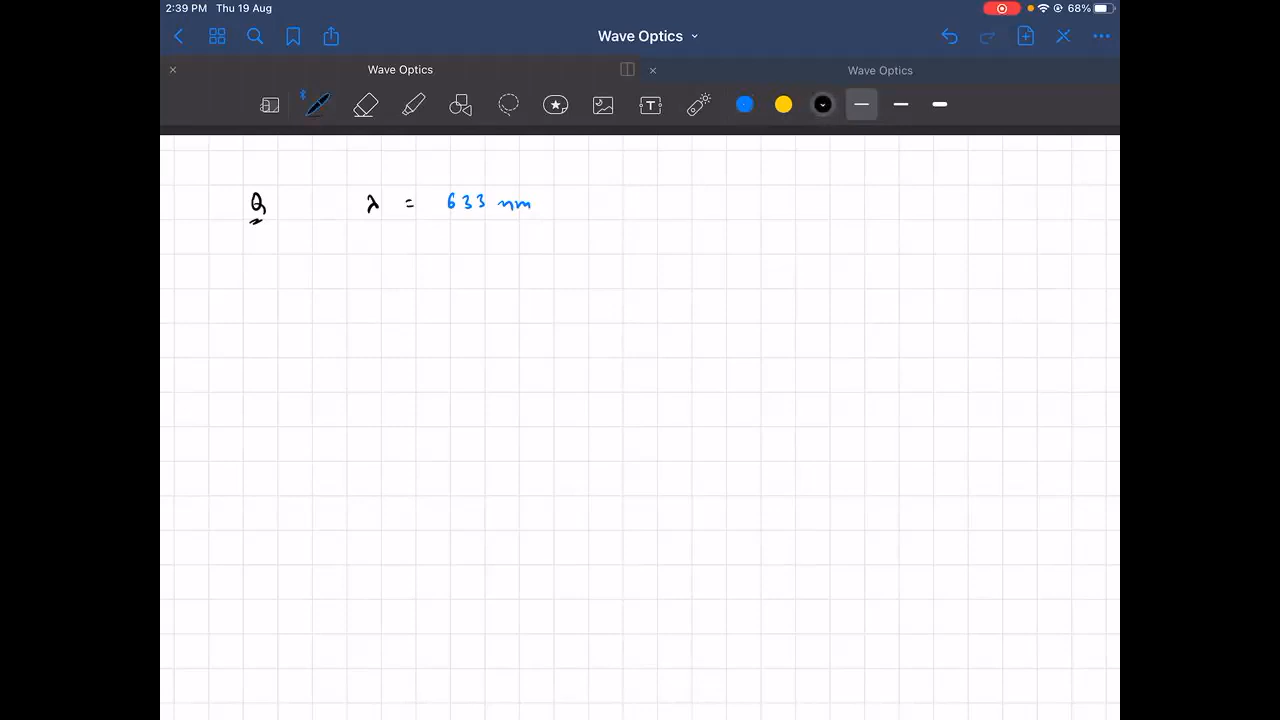 2:39 PM Thu 19 Aug 68%
Wave Optics
Wave Optics Wave Optics
Q λ = 633 nm